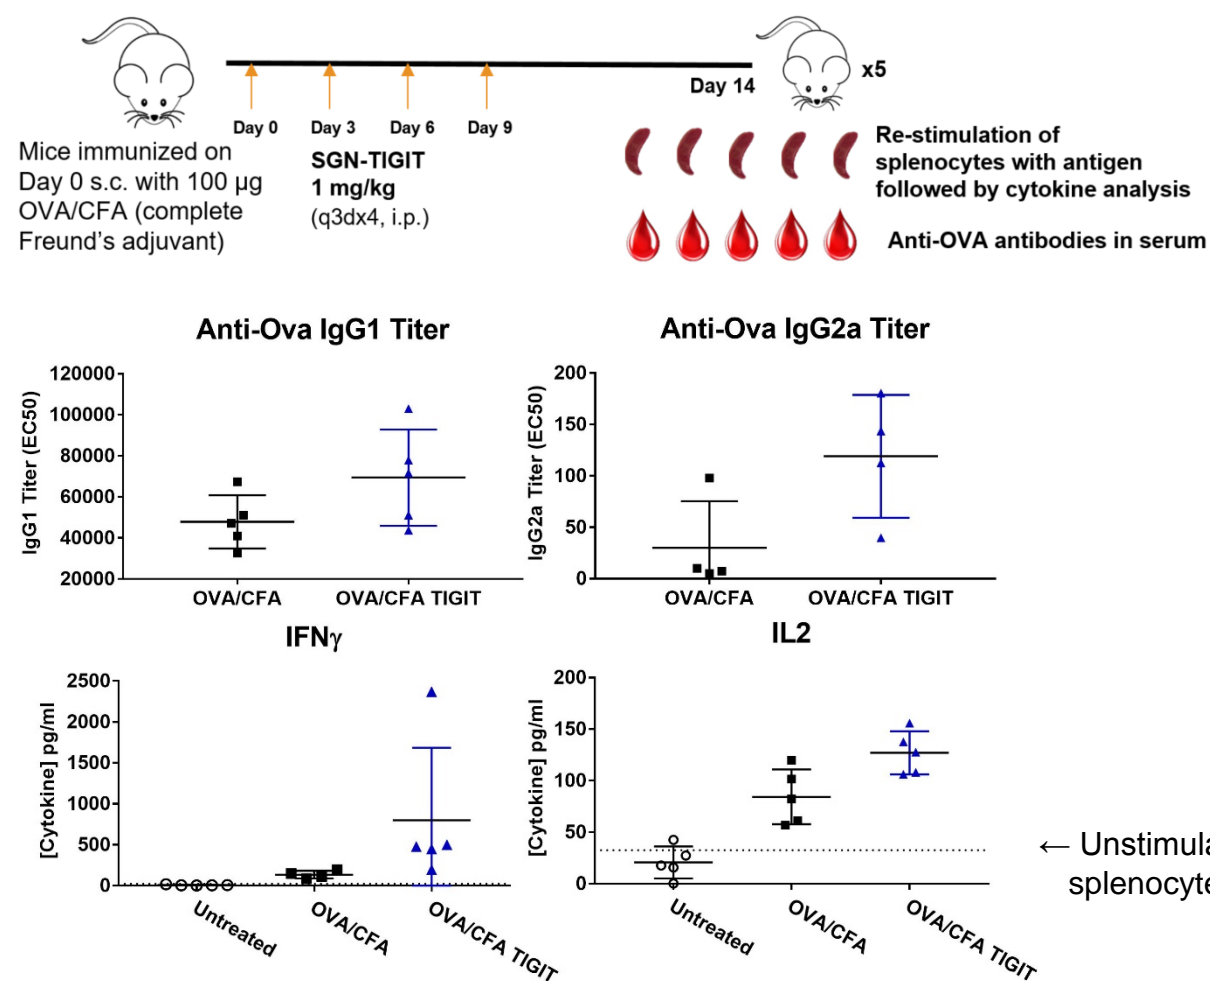 Day 0
Day 3
Day 6
Day 9
Day 14
x5
Mice immunized on
Day 0 s.c. with 100 µg
OVA/CFA (complete
Freund's adjuvant)
SGN-TIGIT
1 mg/kg
(q3dx4, i.p.)
Re-stimulation of
splenocytes with antigen
followed by cytokine analysis
Anti-OVA antibodies in serum
Anti-Ova IgG1 Titer
IgG1 Titer (EC50)
120000
100000
80000
60000
40000
20000
OVA/CFA
OVA/CFA TIGIT
Anti-Ova IgG2a Titer
IgG2a Titer (EC50)
200
150
100
50
0
OVA/CFA
OVA/CFA TIGIT
IFNγ
[Cytokine] pg/ml
2500
2000
1500
1000
500
0
Untreated
OVA/CFA
OVA/CFA TIGIT
IL2
[Cytokine] pg/ml
200
150
100
50
0
Untreated
OVA/CFA
OVA/CFA TIGIT
← Unstimula
splenocyte